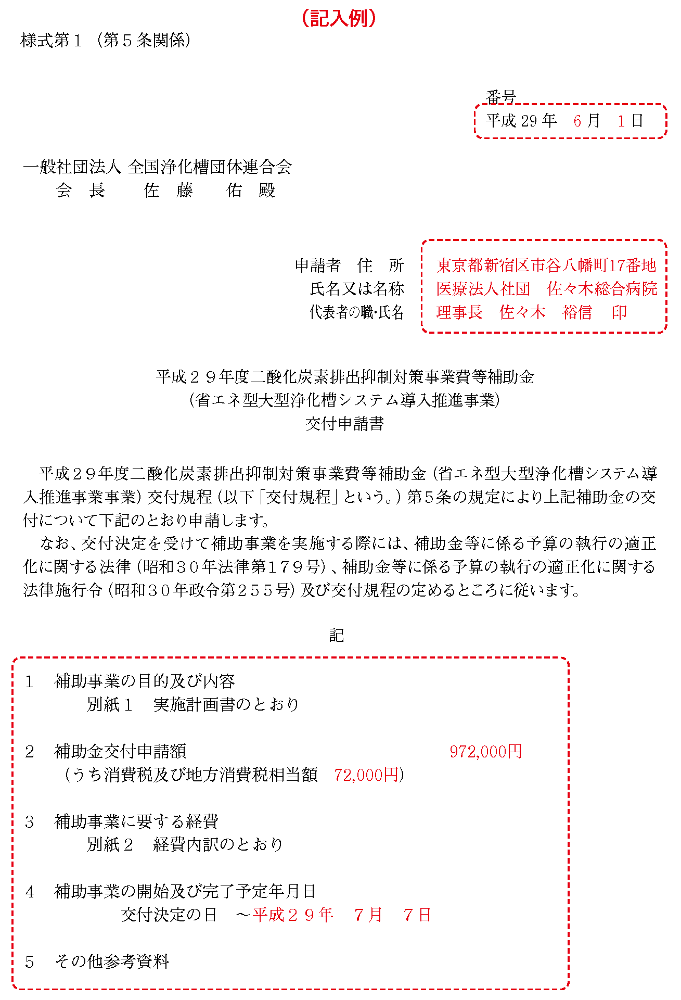 （記入例）
様式第１（第５条関係）
番号
平成 29 年　6 月　1 日
一般社団法人 全国浄化槽団体連合会
会　長　　佐　藤　　佑　殿
申請者　住　所　東京都新宿区市谷八幡町17番地
氏名又は名称　医療法人社団　佐々木総合病院
代表者の職・氏名　理事長　佐々木　裕信　印
平成２９年度二酸化炭素排出抑制対策事業費等補助金
（省エネ型大型浄化槽システム導入推進事業）
交付申請書
平成２９年度二酸化炭素排出抑制対策事業費等補助金（省エネ型大型浄化槽システム導
入推進事業事業）交付規程（以下「交付規程」という。）第５条の規定により上記補助金の交
付について下記のとおり申請します。
なお、交付決定を受けて補助事業を実施する際には、補助金等に係る予算の執行の適正
化に関する法律（昭和３０年法律第１７９号）、補助金等に係る予算の執行の適正化に関する
法律施行令（昭和３０年政令第２５５号）及び交付規程の定めるところに従います。
記
１　補助事業の目的及び内容
別紙１　実施計画書のとおり
２　補助金交付申請額　972,000円
（うち消費税及び地方消費税相当額　72,000円）
３　補助事業に要する経費
別紙２　経費内訳のとおり
４　補助事業の開始及び完了予定年月日
交付決定の日　～平成２９年　７月　７日
５　その他参考資料